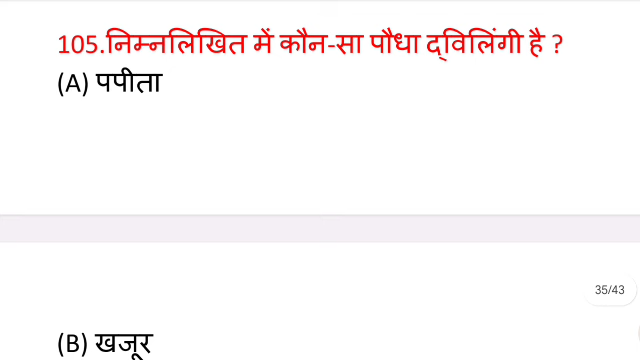 105.निम्नलिखित में कौन-सा पौधा द्विलिंगी है ?
(A) पपीता
35/43
(B) खजूर